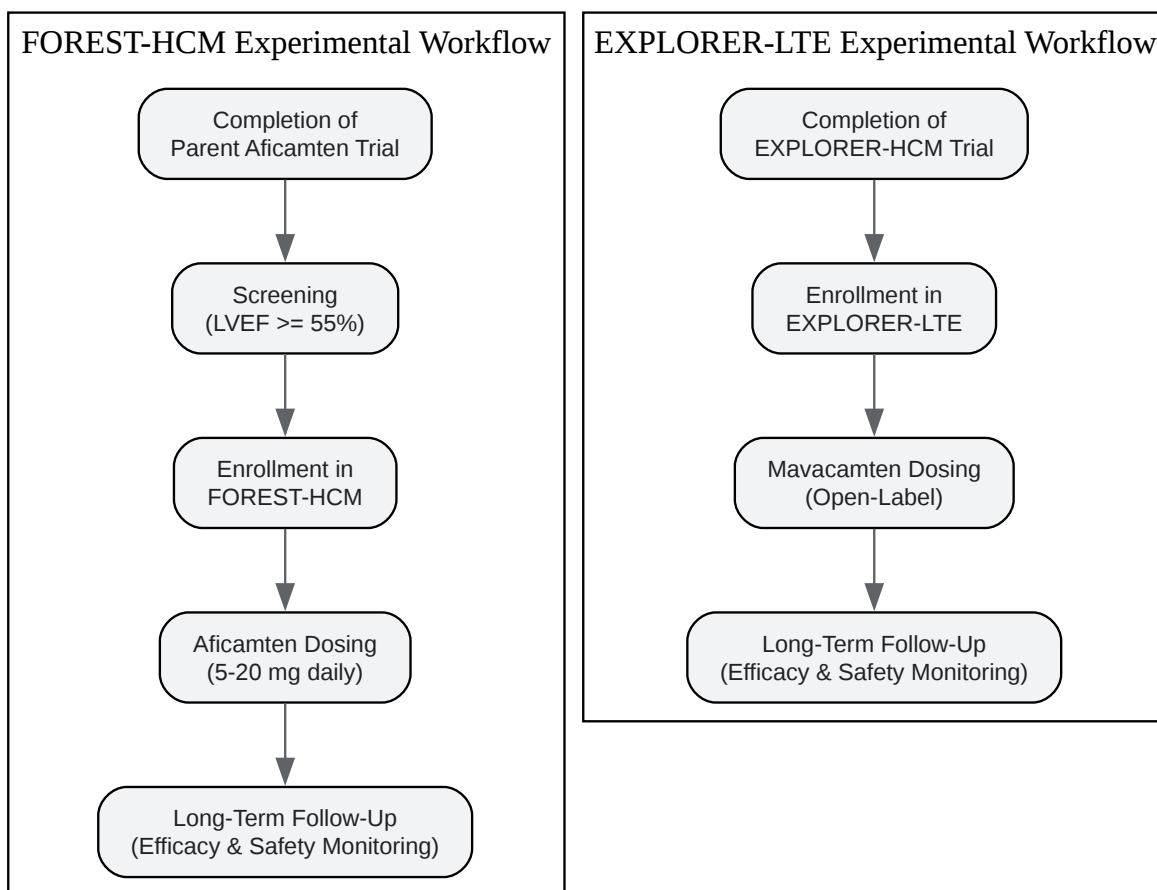 FOREST-HCM Experimental Workflow
Completion of
Parent Aficamten Trial
Screening
(LVEF >= 55%)
Enrollment in
FOREST-HCM
Aficamten Dosing
(5-20 mg daily)
Long-Term Follow-Up
(Efficacy & Safety Monitoring)
EXPLORER-LTE Experimental Workflow
Completion of
EXPLORER-HCM Trial
Enrollment in
EXPLORER-LTE
Mavacamten Dosing
(Open-Label)
Long-Term Follow-Up
(Efficacy & Safety Monitoring)